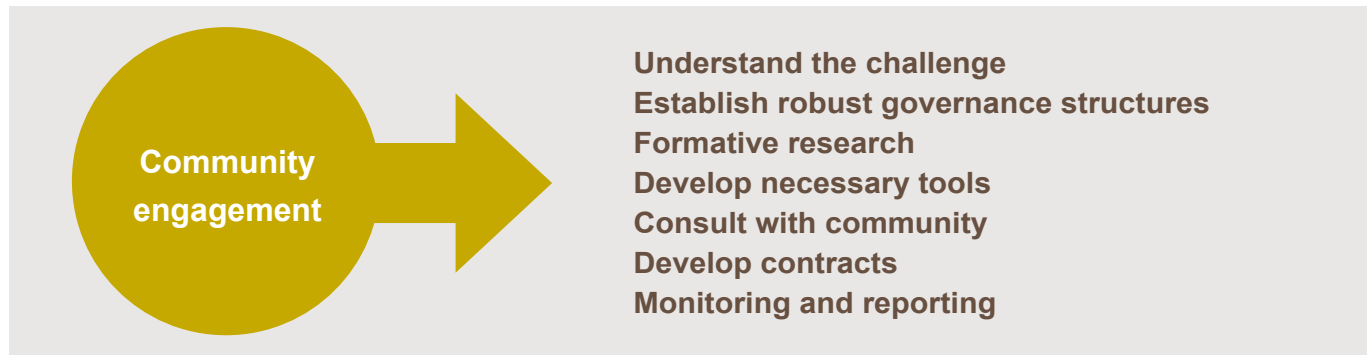 Community
engagement
Understand the challenge
Establish robust governance structures
Formative research
Develop necessary tools
Consult with community
Develop contracts
Monitoring and reporting